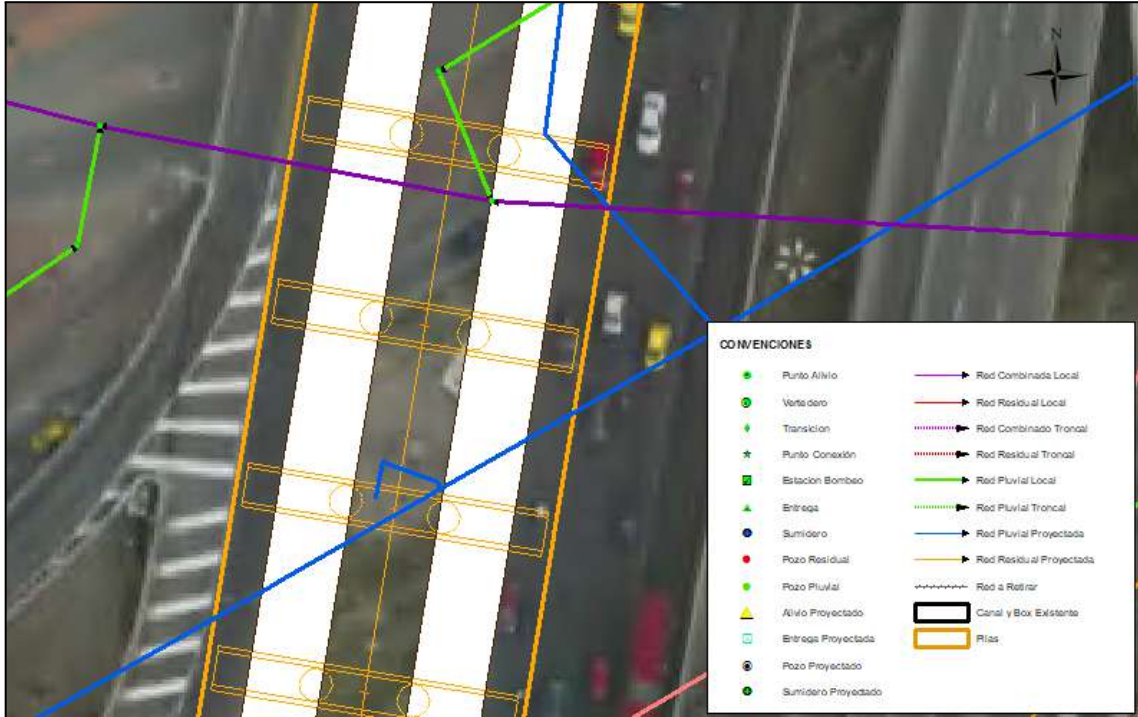 N
CONVENCIONES
Punto Alivio
Vertedero
Transicion
Punto Conexión
Estacion Bombeo
Entrega
Sumidero
Pozo Residual
Pozo Pluvial
Alivio Proyectado
Entrega Proyectada
Pozo Proyectado
Sumidero Proyectado
Red Combinada Local
Red Residual Local
Red Combinado Troncal
Red Residual Troncal
Red Pluvial Local
Red Pluvial Troncal
Red Pluvial Proyectada
Red Residual Proyectada
Red a Retirar
Canal y Box Existente
Pilas